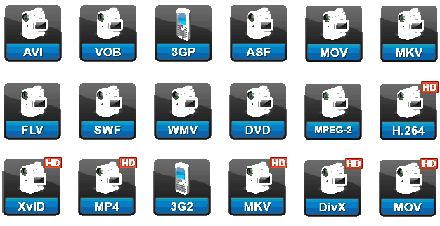 AVI VOB 3GP ASF MOV MKV
HD
FLV SWF WMV DVD MPEG-2 H.264
HD HD HD HD HD
XviD MP4 3G2 MKV DivX MOV